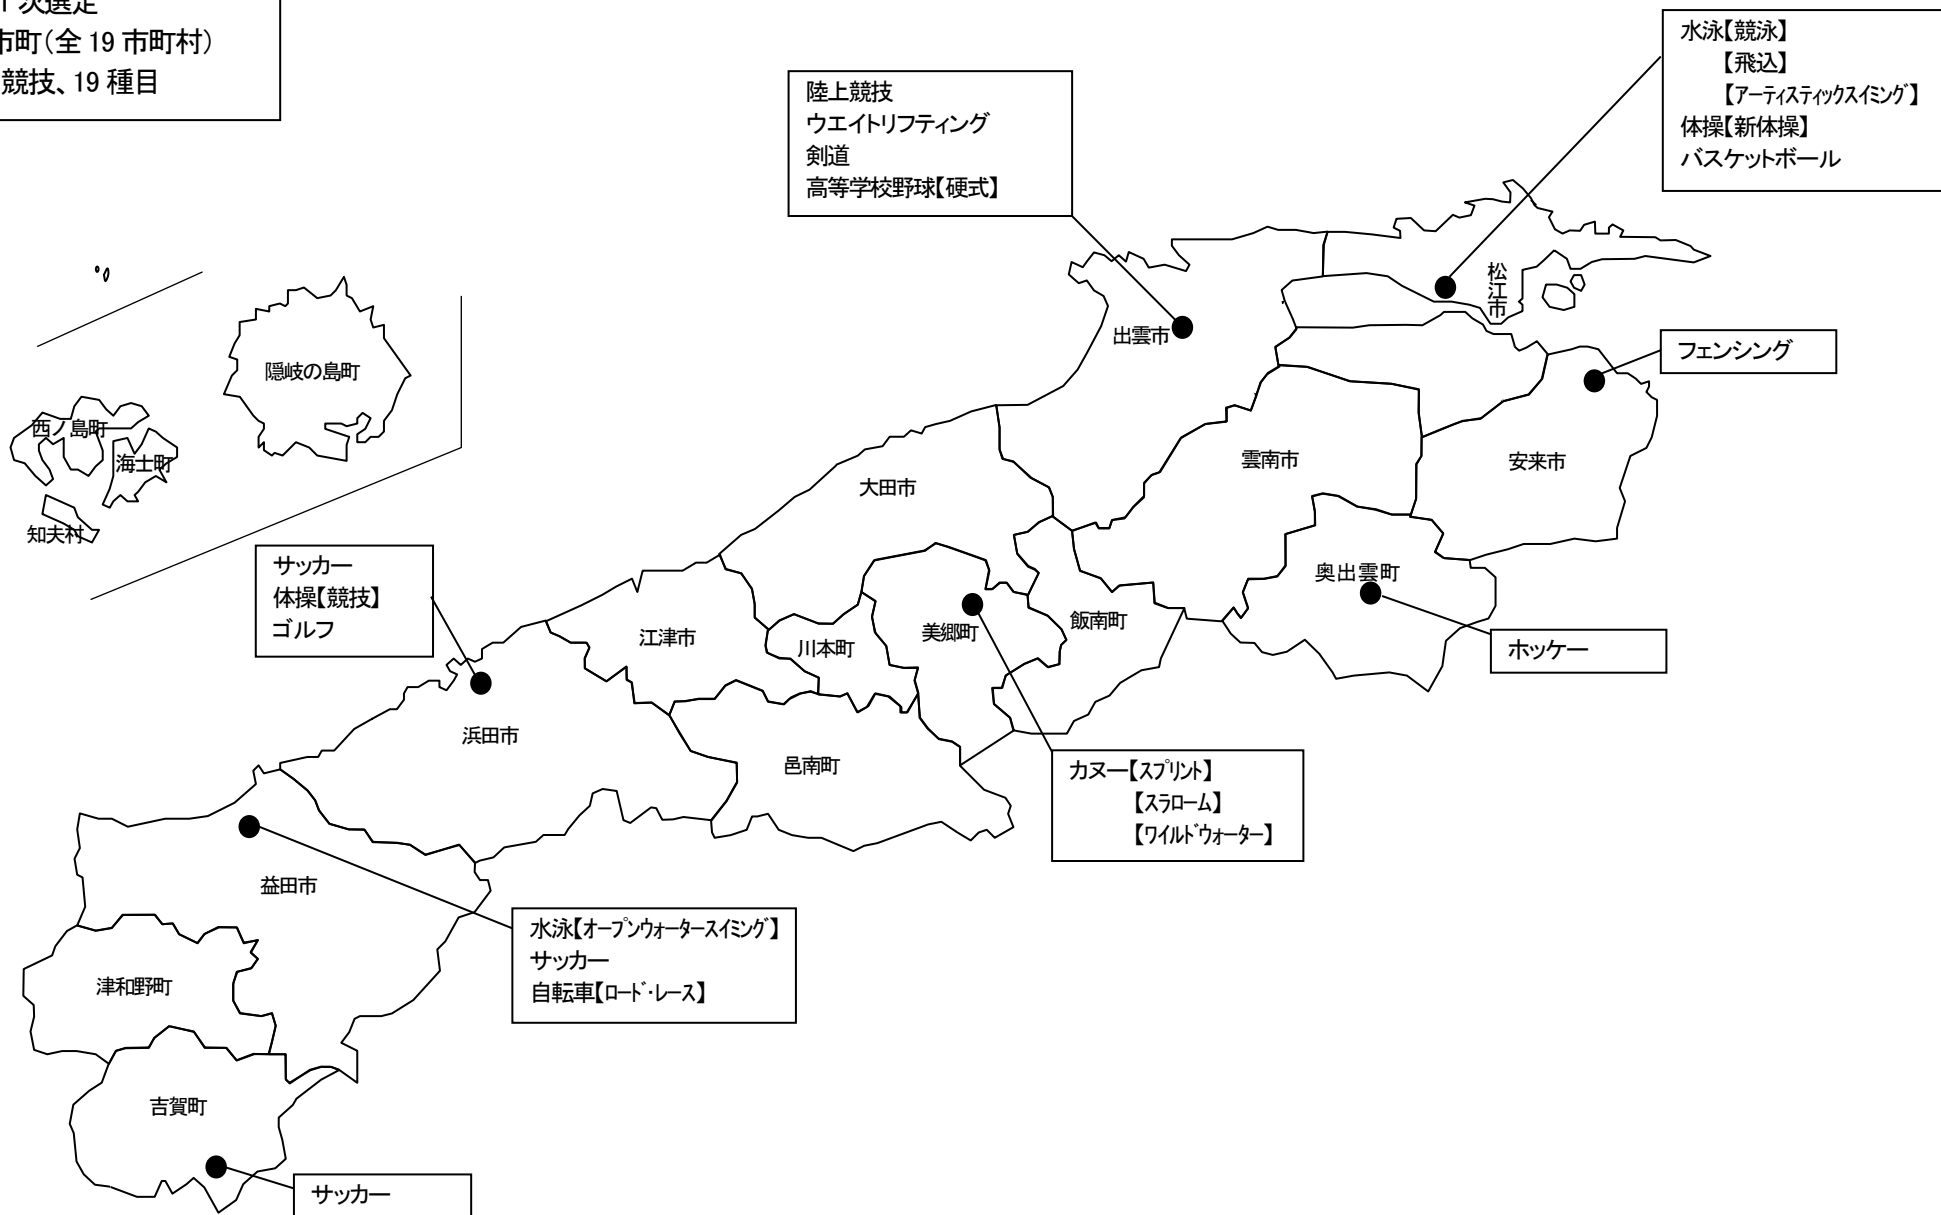 1次選定
市町(全19市町村)
競技、19種目
水泳【競泳】
【飛込】
【アーティスティックスイミング】
体操【新体操】
バスケットボール
陸上競技
ウエイトリフティング
剣道
高等学校野球【硬式】
松江市
出雲市
フェンシング
隠岐の島町
西ノ島町
海士町
知夫村
雲南市
安来市
大田市
サッカー
体操【競技】
ゴルフ
奥出雲町
江津市
川本町
美郷町
飯南町
ホッケー
浜田市
邑南町
カヌー【スプリント】
【スラローム】
【ワイルドウォーター】
益田市
水泳【オープンウォータースイミング】
サッカー
自転車【ロード・レース】
津和野町
吉賀町
サッカー